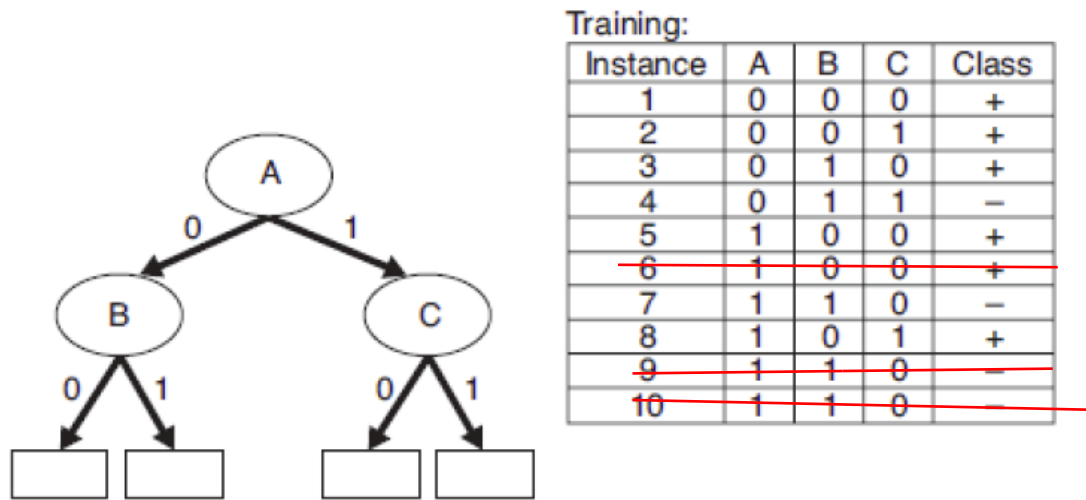 A
0 1
B C
0 1 0 1
Training:
Instance A B C Class
1 0 0 0 +
2 0 0 1 +
3 0 1 0 +
4 0 1 1 –
5 1 0 0 +
6 1 0 0 +
7 1 1 0 –
8 1 0 1 +
9 1 1 0 –
10 1 1 0 –